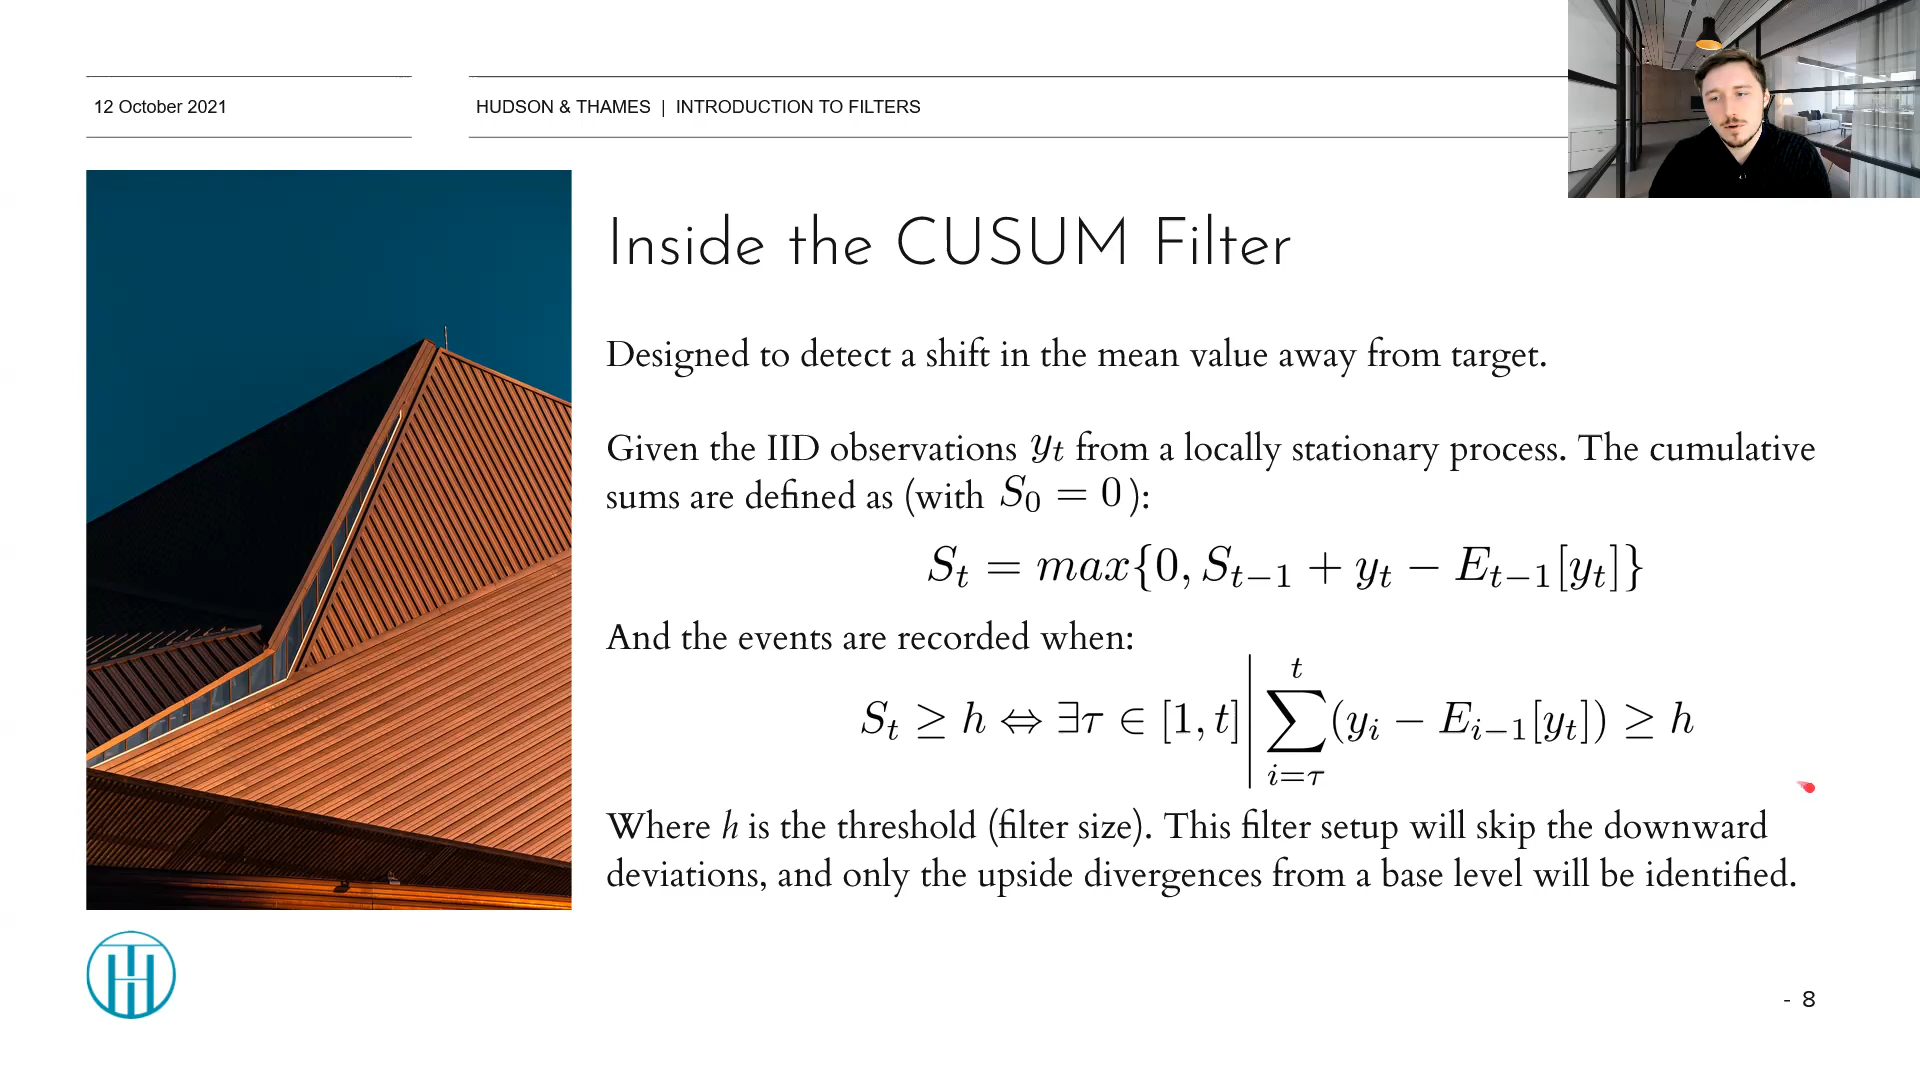 12 October 2021
HUDSON & THAMES | INTRODUCTION TO FILTERS
Inside the CUSUM Filter
Designed to detect a shift in the mean value away from target.
Given the IID observations $y_t$ from a locally stationary process. The cumulative
sums are defined as (with $S_0 = 0$):
$S_t = max\{0, S_{t-1} + y_t - E_{t-1}[y_t]\}$
And the events are recorded when:
$S_t \geq h \Leftrightarrow \exists \tau \in [1, t] \left| \sum_{i=\tau}^{t} (y_i - E_{i-1}[y_t]) \geq h \right.$
Where h is the threshold (filter size). This filter setup will skip the downward
deviations, and only the upside divergences from a base level will be identified.
- 8